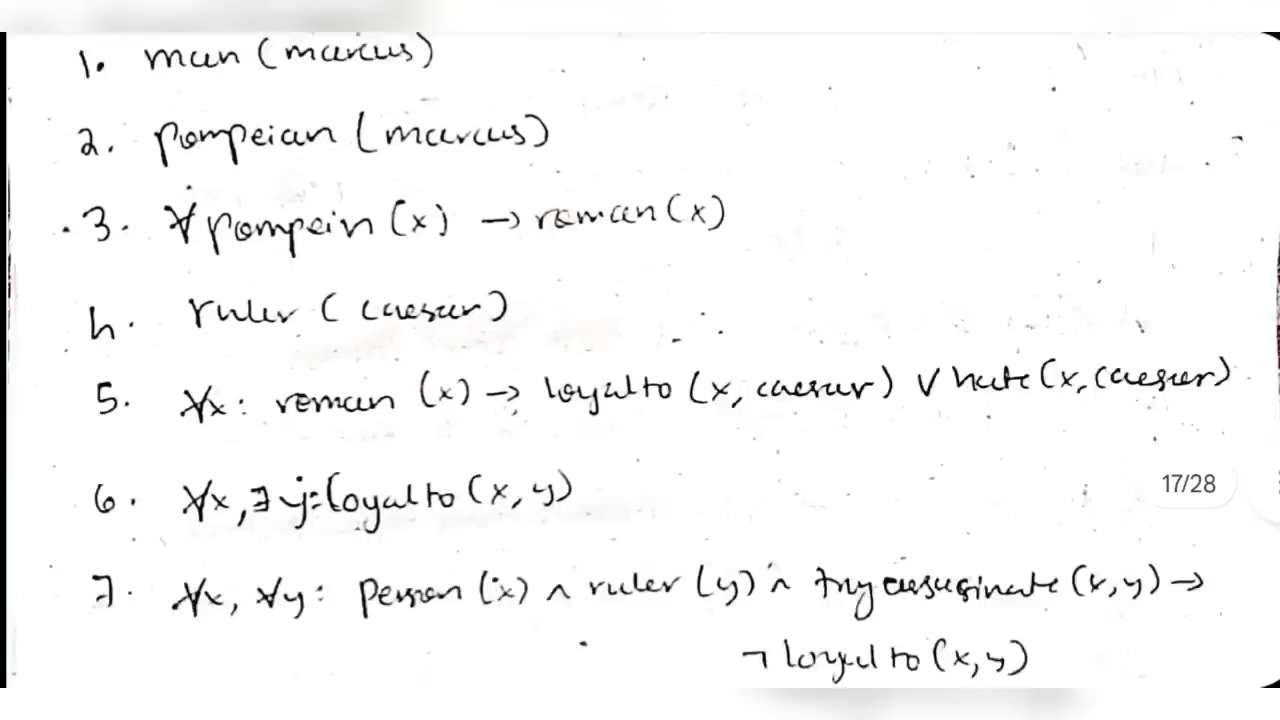 1. man (marcus)
2. pompeian (marcus)
3. ∀ pompein (x) → roman (x)
4. ruler (caesar)
5. ∀x: roman (x) → loyalto (x, caesar) ∨ hate (x, caesar)
6. ∀x, ∃y: loyalto (x, y)
17/28
7. ∀x, ∀y: person (x) ∧ ruler (y) ∧ tryassasinate (x, y) →
¬ loyalto (x, y)